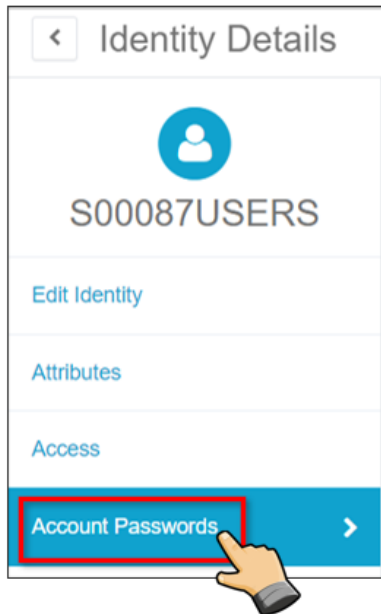 Identity Details
S00087USERS
Edit Identity
Attributes
Access
Account Passwords